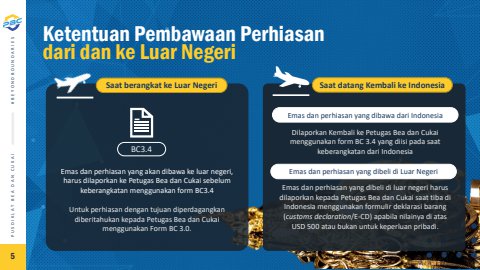 Ketentuan Pembawaan Perhiasan
dari dan ke Luar Negeri
Saat berangkat ke Luar Negeri
BC3.4
Emas dan perhiasan yang akan dibawa ke luar negeri,
harus dilaporkan ke Petugas Bea dan Cukai sebelum
keberangkatan menggunakan form BC3.4
Untuk perhiasan dengan tujuan diperdagangkan
diberitahukan kepada Petugas Bea dan Cukai
menggunakan Form BC 3.0.
Saat datang Kembali ke Indonesia
Emas dan perhiasan yang dibawa dari Indonesia
Dilaporkan Kembali ke Petugas Bea dan Cukai
menggunakan form BC 3.4 yang diisi pada saat
keberangkatan dari Indonesia
Emas dan perhiasan yang dibeli di Luar Negeri
Emas dan perhiasan yang dibeli di luar negeri harus
dilaporkan kepada Petugas Bea dan Cukai saat tiba di
Indonesia menggunakan formulir deklarasi barang
(customs declaration/E-CD) apabila nilainya di atas
USD 500 atau bukan untuk keperluan pribadi.
PUSDIKLAT BEA DAN CUKAI
5